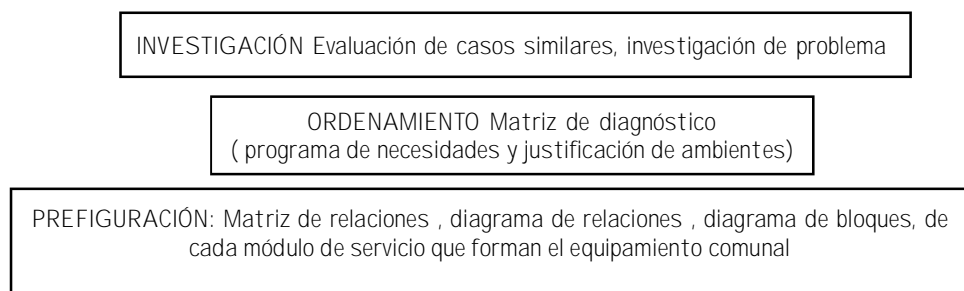 INVESTIGACIÓN Evaluación de casos similares, investigación de problema
ORDENAMIENTO Matriz de diagnóstico
( programa de necesidades y justificación de ambientes)
PREFIGURACIÓN: Matriz de relaciones , diagrama de relaciones , diagrama de bloques, de
cada módulo de servicio que forman el equipamiento comunal